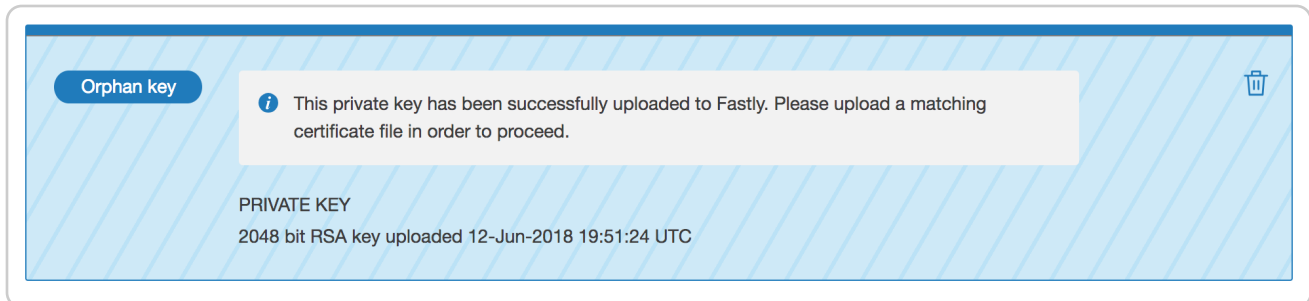 Orphan key
This private key has been successfully uploaded to Fastly. Please upload a matching
certificate file in order to proceed.
PRIVATE KEY
2048 bit RSA key uploaded 12-Jun-2018 19:51:24 UTC